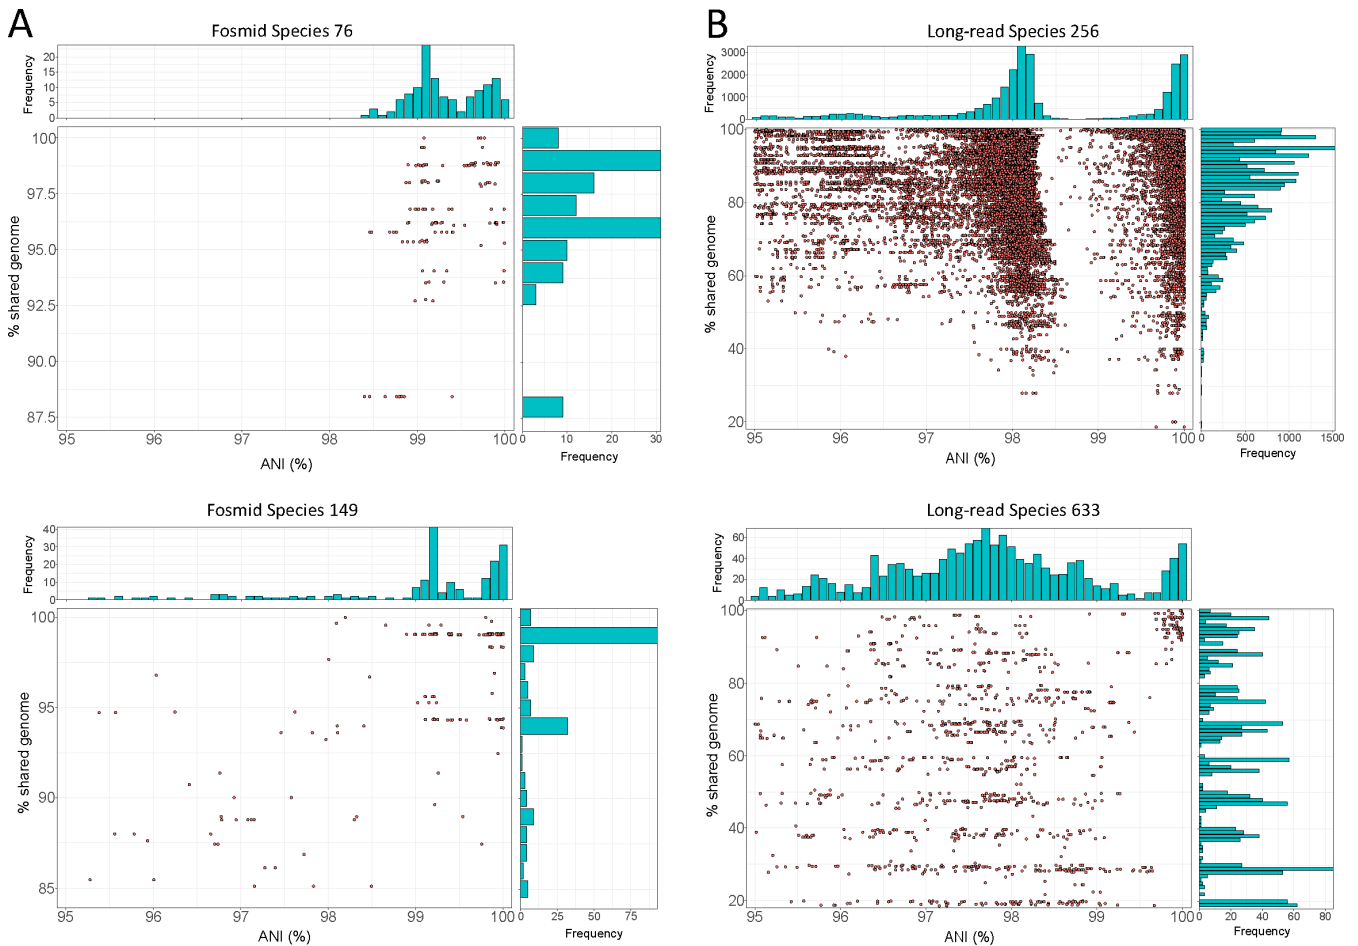 A
Fosmid Species 76
Frequency
20
15
10
5
0
% shared genome
100
97.5
95.0
92.5
90.0
87.5
95 96 97 98 99 100
ANI (%)
0 10 20 30
Frequency
Fosmid Species 149
Frequency
40
30
20
10
0
% shared genome
100
95
90
85
95 96 97 98 99 100
ANI (%)
0 25 50 75
Frequency
B
Long-read Species 256
Frequency
3000
2000
1000
0
% shared genome
100
80
60
40
20
95 96 97 98 99 100
ANI (%)
0 500 1000 1500
Frequency
Long-read Species 633
Frequency
60
40
20
0
% shared genome
100
80
60
40
20
95 96 97 98 99 100
ANI (%)
0 20 40 60 80
Frequency